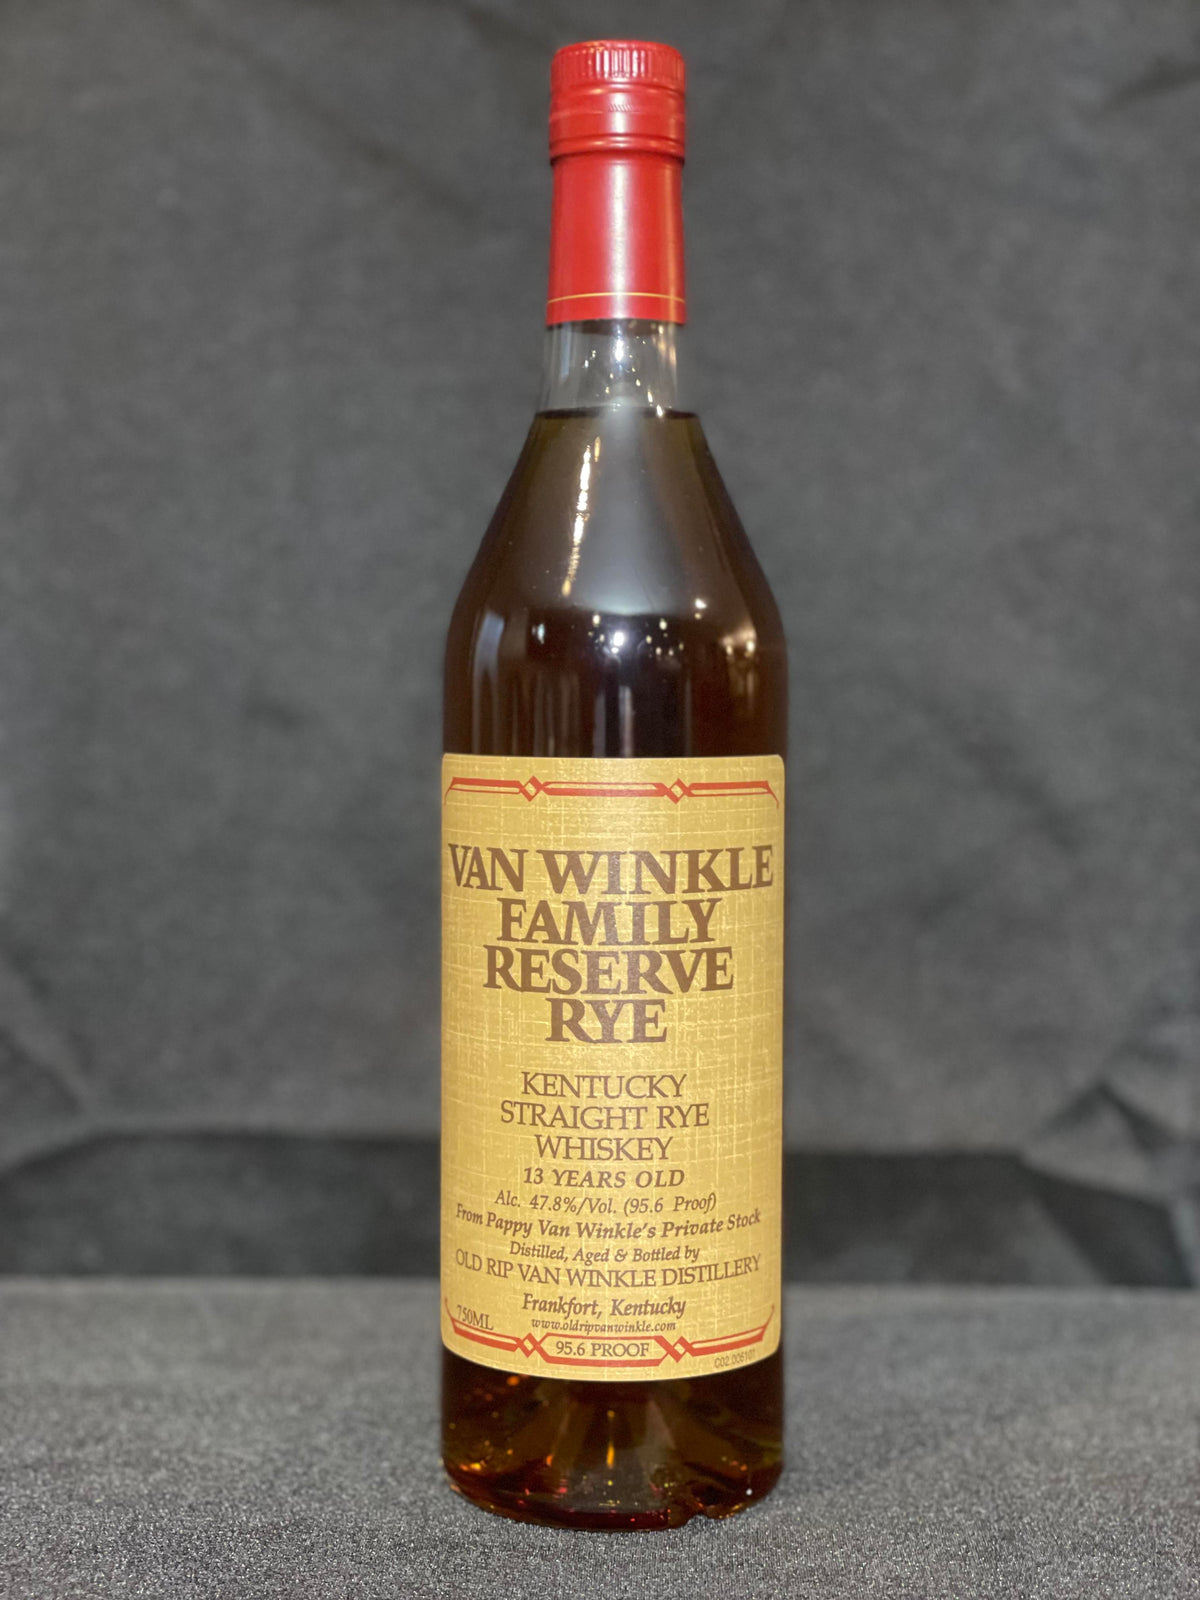 VAN WINKLE
FAMILY
RESERVE
RYE
KENTUCKY
STRAIGHT RYE
WHISKEY
13 YEARS OLD
Alc. 47.8%/Vol. (95.6 Proof)
From Pappy Van Winkle's Private Stock
Distilled, Aged & Bottled by
OLD RIP VAN WINKLE DISTILLERY
Frankfort, Kentucky
750ML
www.oldripvanwinkle.com
95.6 PROOF